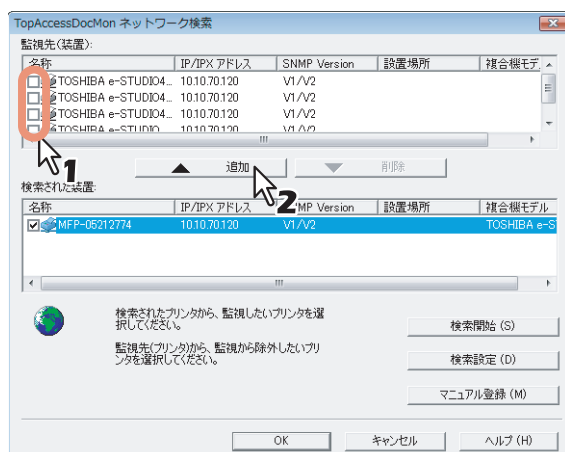 TopAccessDocMon ネットワーク検索
監視先(装置):
名称 IP/IPX アドレス SNMP Version 設置場所 複合機モデ
TOSHIBA e-STUDIO4... 10.10.70.120 V1/V2
TOSHIBA e-STUDIO4... 10.10.70.120 V1/V2
TOSHIBA e-STUDIO4... 10.10.70.120 V1/V2
TOSHIBA e-STUDIO 10.10.70.120 V1/V2
1
追加 削除
2
検索された装置:
名称 IP/IPX アドレス MP Version 設置場所 複合機モデル
MFP-05212774 10.10.70.120 V1/V2 TOSHIBA e-S
検索されたプリンタから、監視したいプリンタを選
択してください。
検索開始 (S)
監視先(プリンタ)から、監視から除外したいプリ
ンタを選択してください。
検索設定 (D)
マニュアル登録 (M)
OK キャンセル ヘルプ (H)